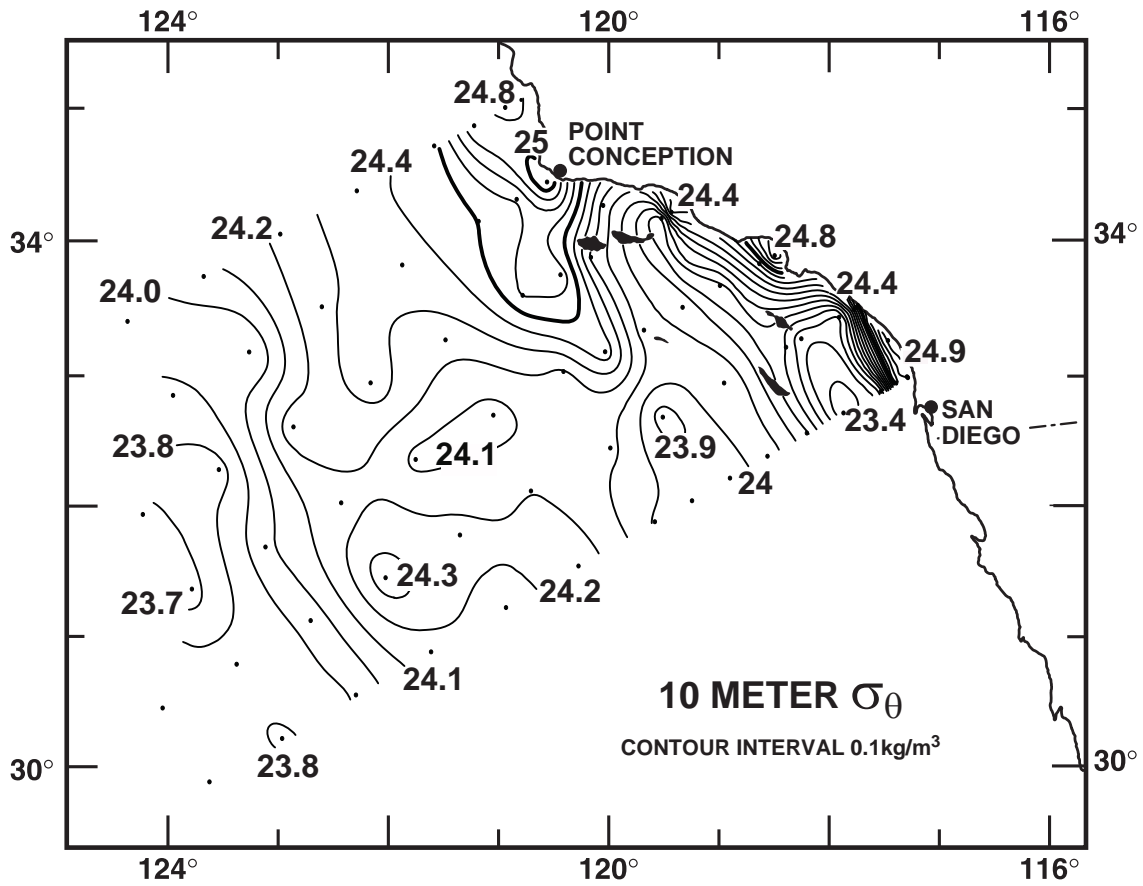 124° 120° 116°
24.8
25 POINT
CONCEPTION
24.4
24.4
24.2
34° 24.8 34°
24.0
24.4
24.9
23.4 SAN
DIEGO
23.8
24.1
23.9
24
24.3
24.2
23.7
24.1
10 METER σθ
CONTOUR INTERVAL 0.1kg/m³
23.8
30° 30°
124° 120° 116°